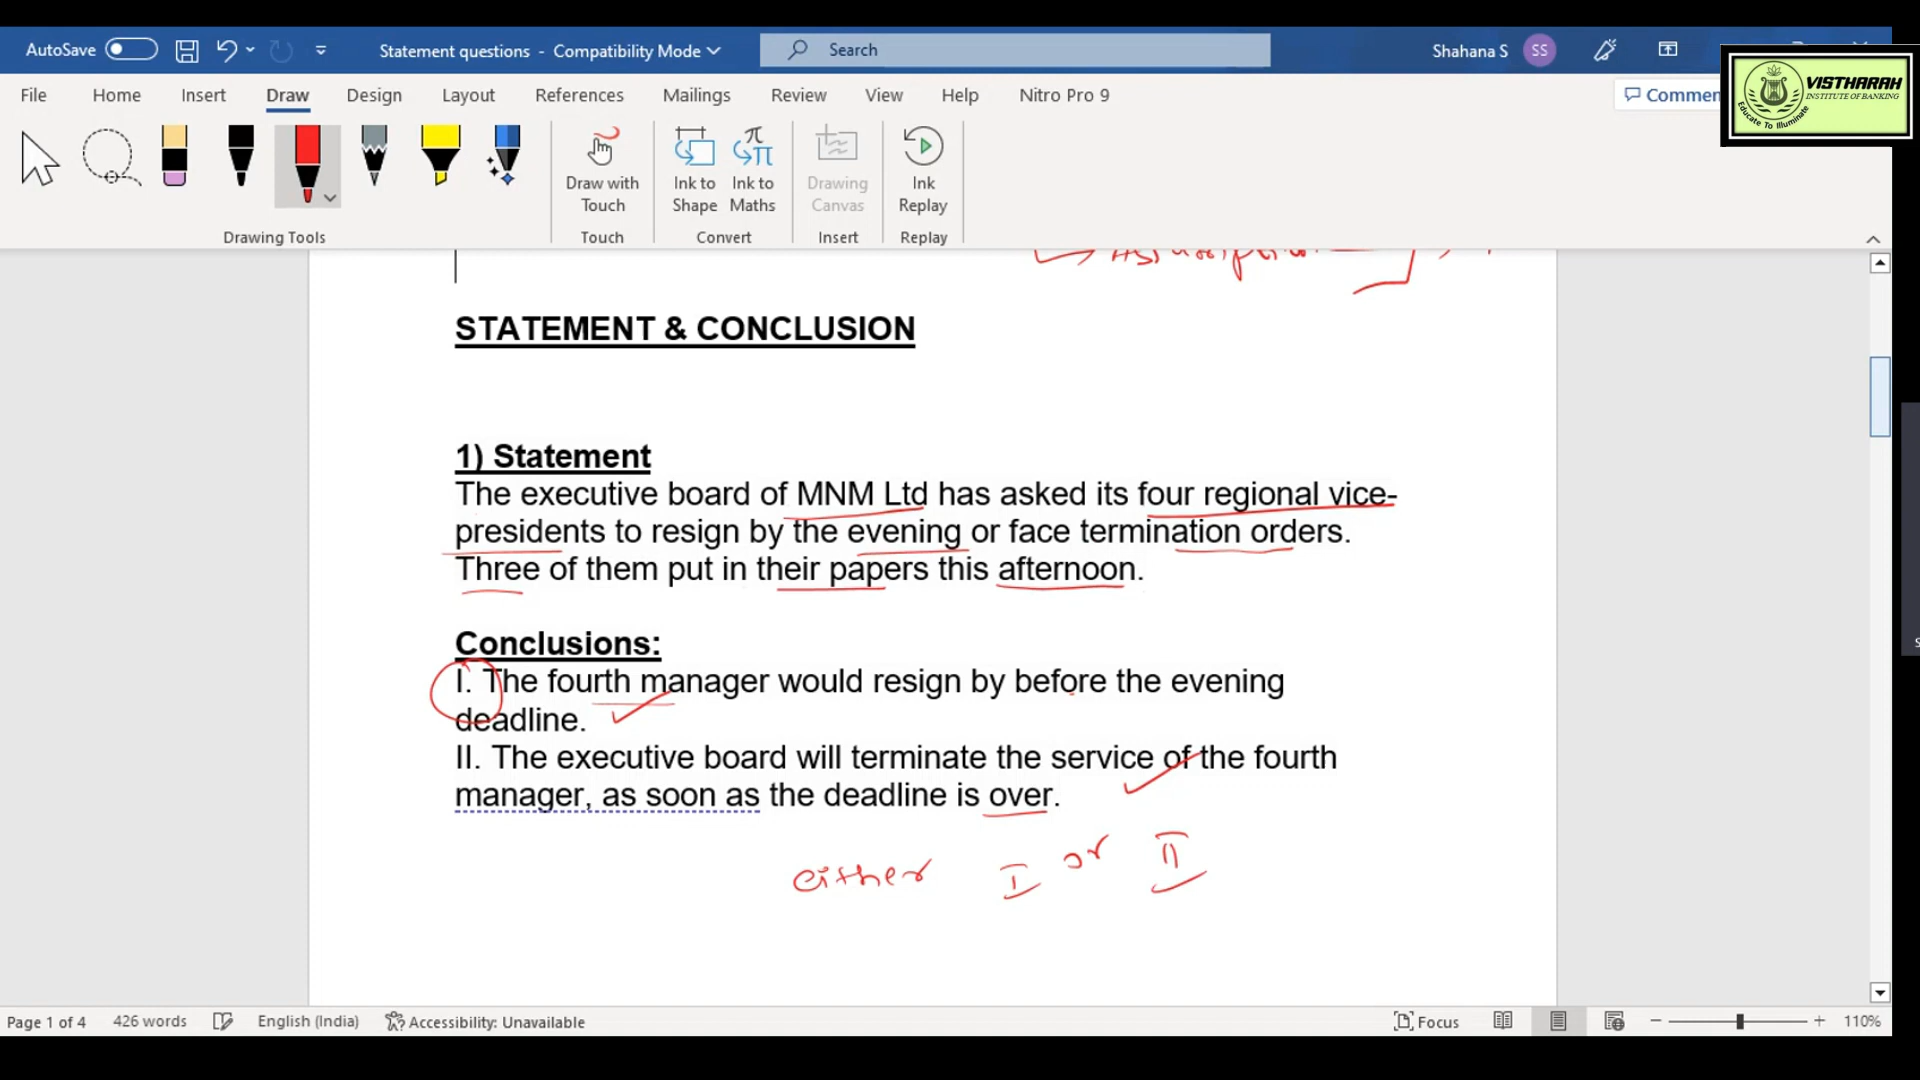 AutoSave
Statement questions - Compatibility Mode
Search
Shahana S
SS
File Home Insert Draw Design Layout References Mailings Review View Help Nitro Pro 9
VISTHARAH
INSTITUTE OF BANKING
Educate To Illuminate
Draw with Touch
Ink to Shape
Ink to Maths
Drawing Canvas
Ink Replay
Drawing Tools Touch Convert Insert Replay
STATEMENT & CONCLUSION
1) Statement
The executive board of MNM Ltd has asked its four regional vice-
presidents to resign by the evening or face termination orders.
Three of them put in their papers this afternoon.
Conclusions:
I. The fourth manager would resign by before the evening
deadline.
II. The executive board will terminate the service of the fourth
manager, as soon as the deadline is over.
either I or II
Page 1 of 4 426 words English (India) Accessibility: Unavailable Focus 110%